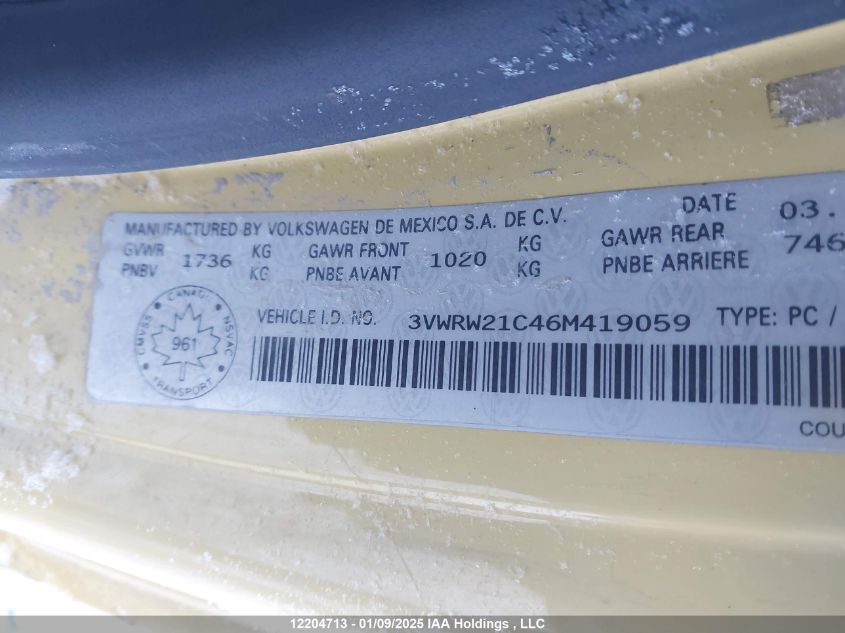 MANUFACTURED BY VOLKSWAGEN DE MEXICO S.A. DE C.V.
DATE 03.
GVWR PNBV 1736 KG KG
GAWR FRONT PNBE AVANT 1020 KG KG
GAWR REAR PNBE ARRIERE 746
VEHICLE I.D. NO. 3VWRW21C46M419059 TYPE: PC /
CANADA
CMVSS 961 NSVAC
TRANSPORT
COU
12204713 - 01/09/2025 IAA Holdings , LLC